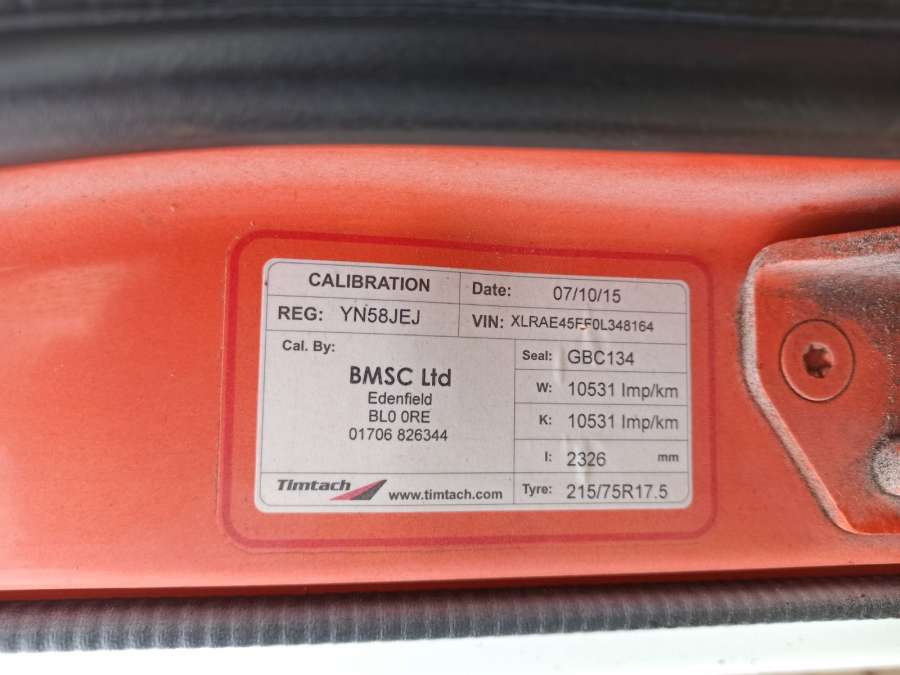 CALIBRATION Date: 07/10/15
REG: YN58JEJ VIN: XLRAE45FF0L348164
Cal. By: Seal: GBC134
BMSC Ltd W: 10531 Imp/km
Edenfield
BL0 0RE K: 10531 Imp/km
01706 826344
I: 2326 mm
Timtach www.timtach.com Tyre: 215/75R17.5